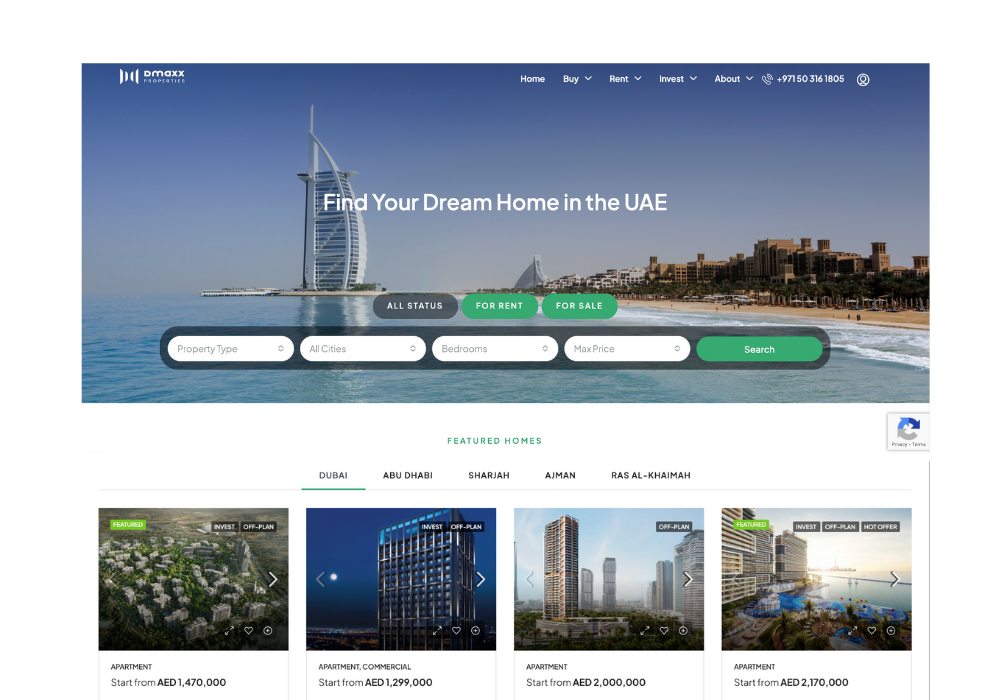 DMAXX
PROPERTIES
Home Buy Rent Invest About +971 50 316 1805
Find Your Dream Home in the UAE
ALL STATUS FOR RENT FOR SALE
Property Type All Cities Bedrooms Max Price Search
FEATURED HOMES
Privacy - Terms
DUBAI ABU DHABI SHARJAH AJMAN RAS AL-KHAIMAH
FEATURED INVEST OFF-PLAN
INVEST OFF-PLAN
OFF-PLAN
FEATURED INVEST OFF-PLAN HOT OFFER
APARTMENT
Start from AED 1,470,000
APARTMENT, COMMERCIAL
Start from AED 1,299,000
APARTMENT
Start from AED 2,000,000
APARTMENT
Start from AED 2,170,000